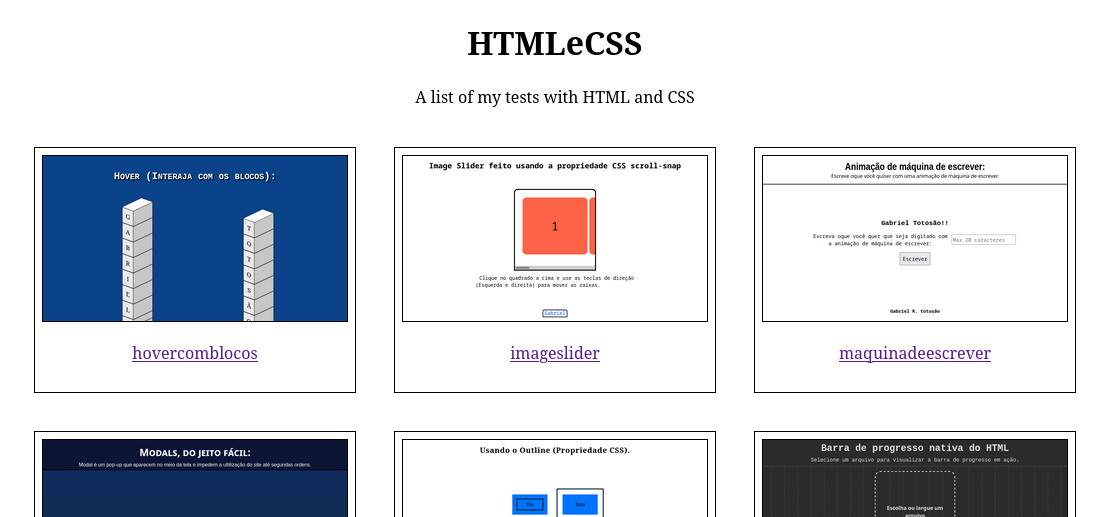 HTMLeCSS
A list of my tests with HTML and CSS
Hover (Interaja com os blocos):
G
A
B
R
I
E
L
T
O
T
O
S
Ã
hovercomblocos
Image Slider feito usando a propriedade CSS scroll-snap
1
Clique no quadrado a cima e use as teclas de direção
(Esquerda e direita) para mover as caixas.
Gabriel
imageslider
Animação de máquina de escrever:
Escreve oque você quiser com uma animação de máquina de escrever.
Gabriel Totosão!!
Escreva oque você quer que seja digitado com
a animação de máquina de escrever:
Max 20 caracteres
Escrever
Gabriel R. totosão
maquinadeescrever
Modals, do jeito fácil:
Modal é um pop-up que aparecem no meio da tela e impedem a utilização do site até segundas ordens.
Usando o Outline (Propriedade CSS).
Um
Dois
Barra de progresso nativa do HTML
Selecione um arquivo para visualizar a barra de progresso em ação.
Escolha ou largue um
arquivo